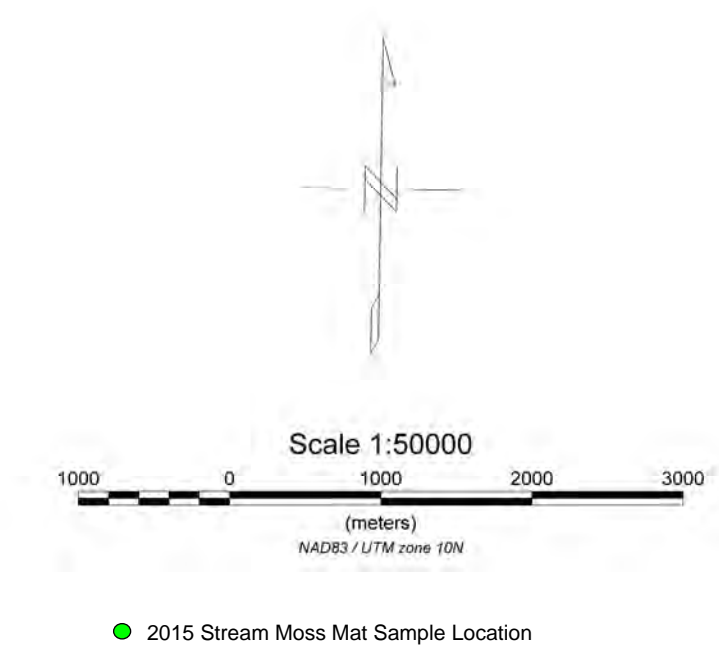 N
Scale 1:50000
1000 0 1000 2000 3000
(meters)
NAD83 / UTM zone 10N
2015 Stream Moss Mat Sample Location